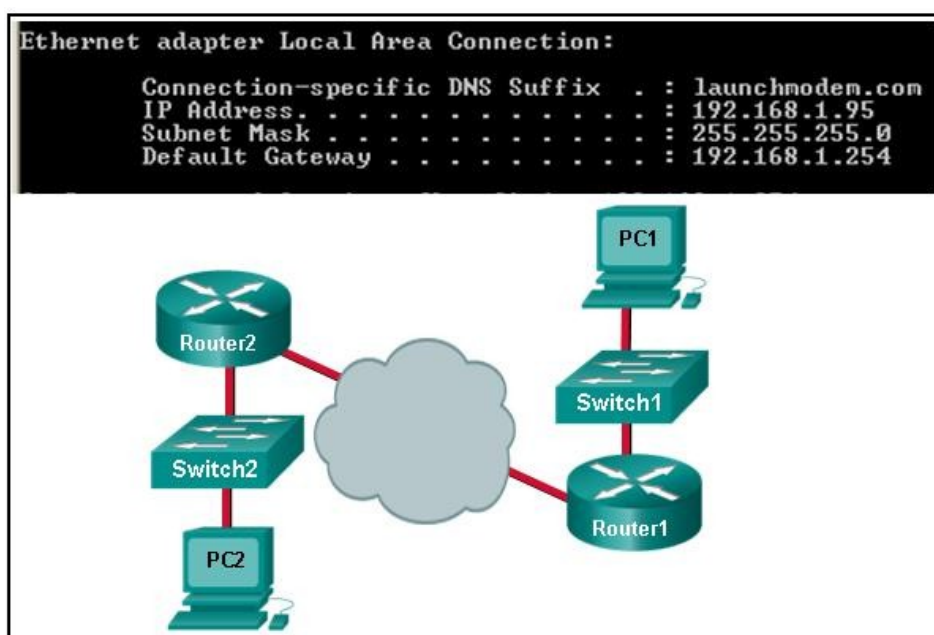 Ethernet adapter Local Area Connection:
Connection-specific DNS Suffix . : launchmodem.com
IP Address. . . . . . . . . . . . : 192.168.1.95
Subnet Mask . . . . . . . . . . . : 255.255.255.0
Default Gateway . . . . . . . . . : 192.168.1.254
PC1
Router2
Switch1
Switch2
Router1
PC2